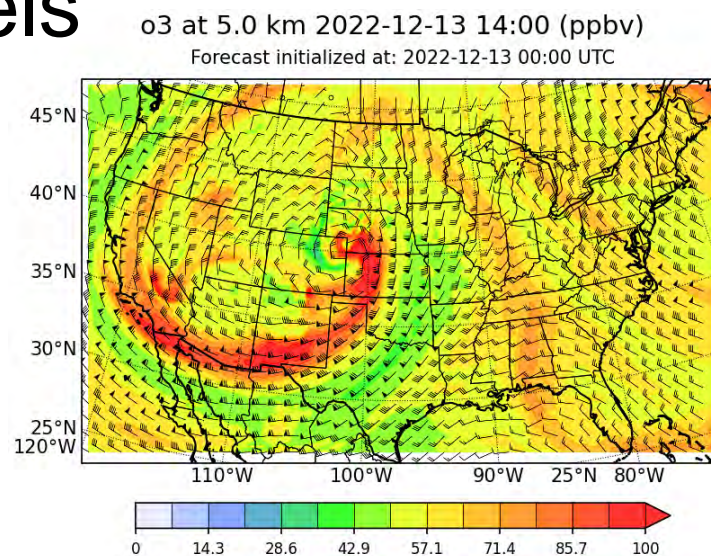 els
o3 at 5.0 km 2022-12-13 14:00 (ppbv)
Forecast initialized at: 2022-12-13 00:00 UTC
45°N
40°N
35°N
30°N
25°N
120°W
110°W 100°W 90°W 25°N 80°W
0 14.3 28.6 42.9 57.1 71.4 85.7 100